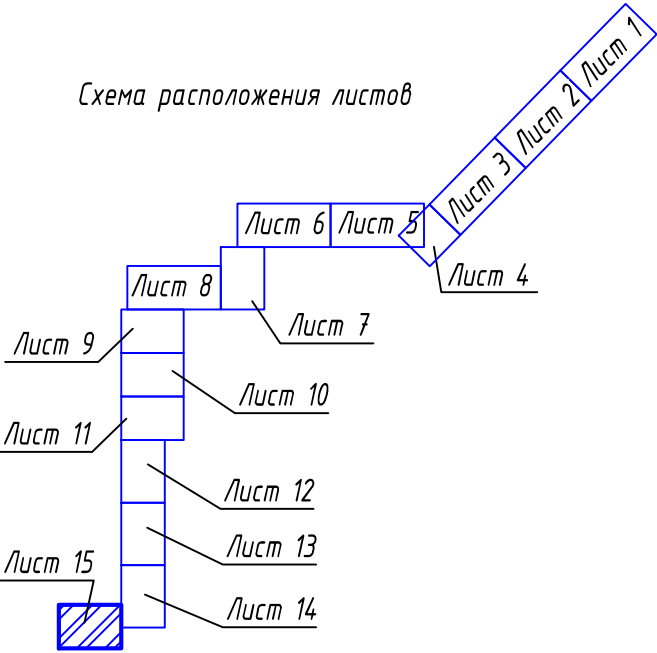 Схема расположения листов
Лист 1
Лист 2
Лист 3
Лист 4
Лист 5
Лист 6
Лист 7
Лист 8
Лист 9
Лист 10
Лист 11
Лист 12
Лист 13
Лист 14
Лист 15